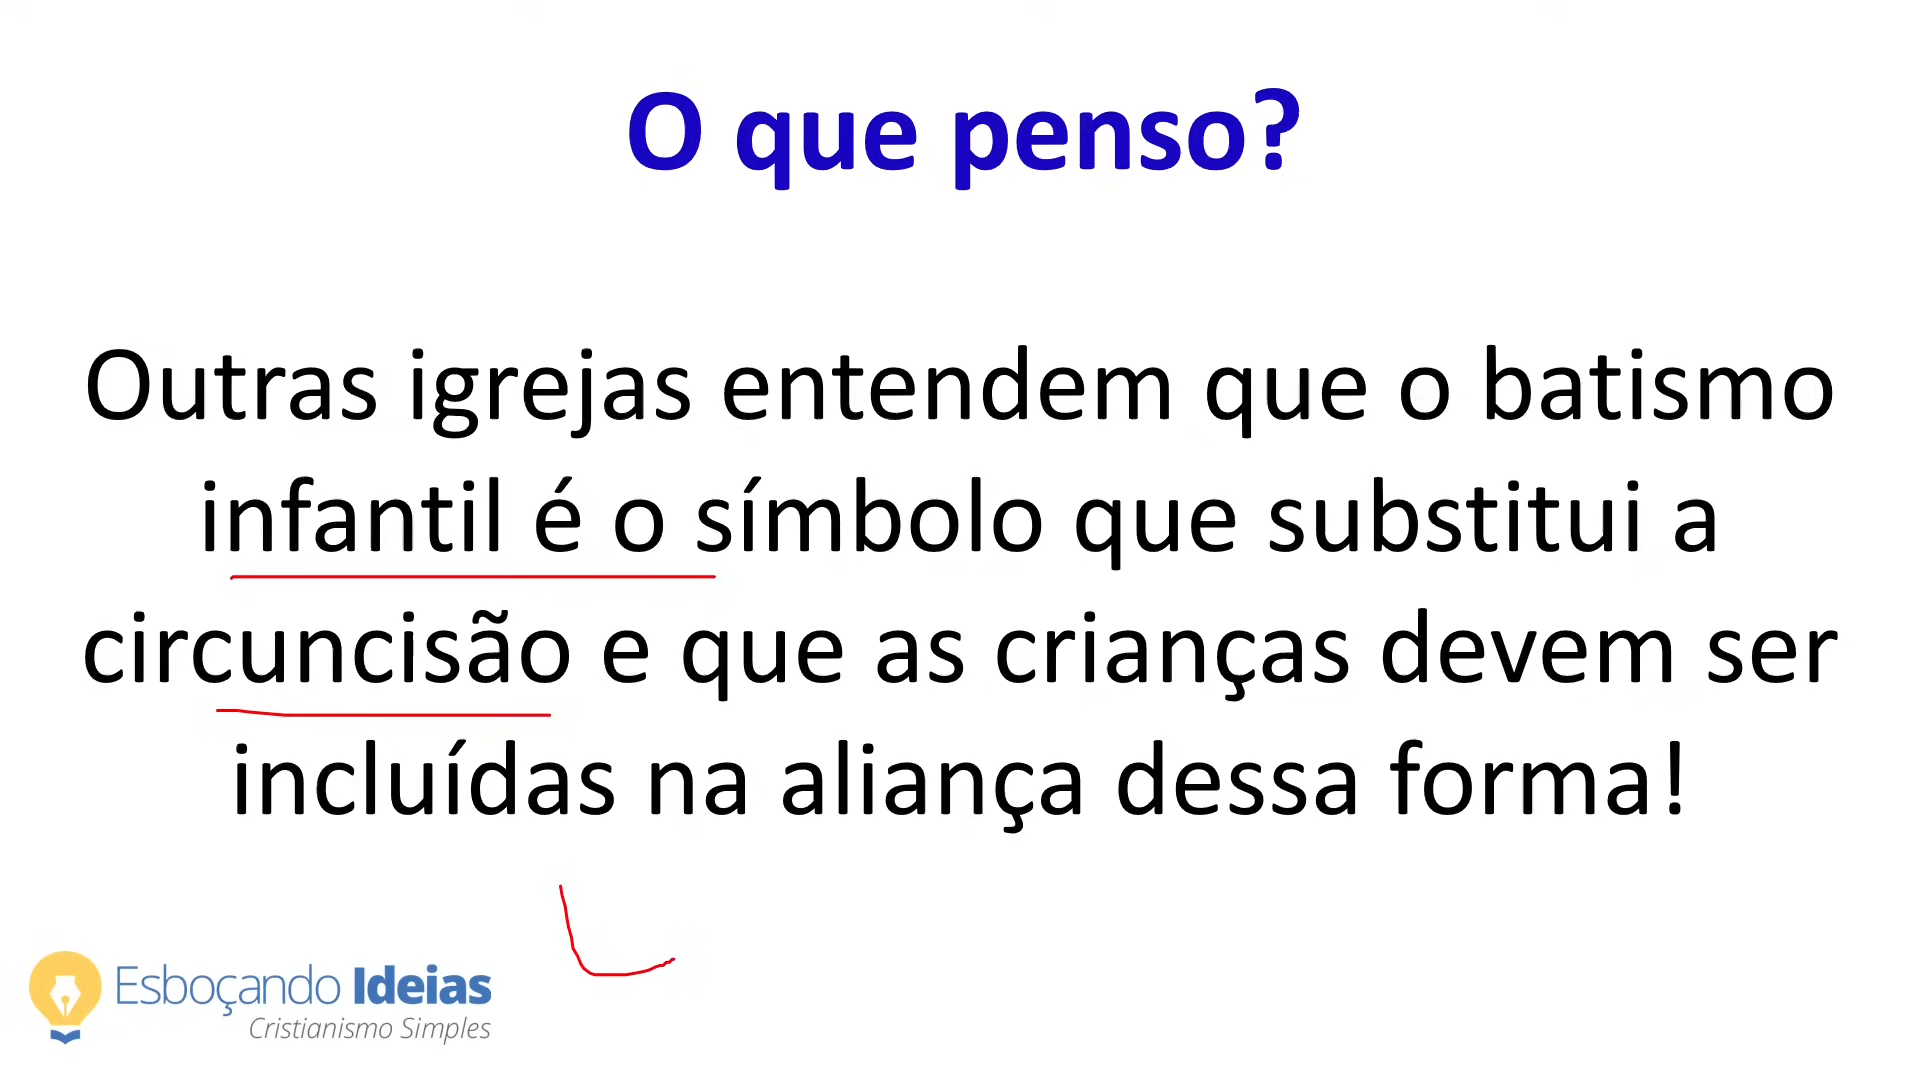 O que penso?
Outras igrejas entendem que o batismo
infantil é o símbolo que substitui a
circuncisão e que as crianças devem ser
incluídas na aliança dessa forma!
Esboçando Ideias
Cristianismo Simples